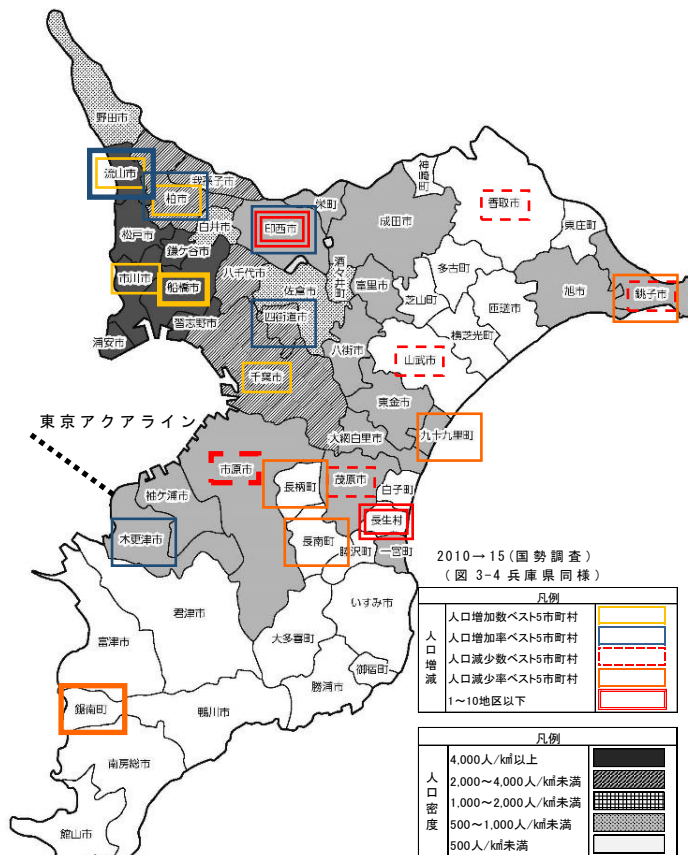 野田市
流山市
我孫子市
柏市
神崎町
栄町
香取市
印西市
成田市
白井市
東庄町
松戸市
鎌ケ谷市
酒々井町
多古町
八千代市
市川市
船橋市
佐倉市
富里市
芝山町
旭市
銚子市
匝瑳市
四街道市
習志野市
浦安市
八街市
横芝光町
山武市
千葉市
東金市
東京アクアライン
大網白里市
九十九里町
市原市
長柄町
茂原市
白子町
袖ケ浦市
長生村
木更津市
長南町
睦沢町
一宮町
2010→15(国勢調査)
(図 3-4 兵庫県同様)
いすみ市
君津市
大多喜町
富津市
御宿町
勝浦市
鋸南町
鴨川市
南房総市
館山市
凡例
人口増減
人口増加数ベスト5市町村
人口増加率ベスト5市町村
人口減少数ベスト5市町村
人口減少率ベスト5市町村
1～10地区以下
凡例
人口密度
4,000人/k㎡以上
2,000～4,000人/k㎡未満
1,000～2,000人/k㎡未満
500～1,000人/k㎡未満
500人/k㎡未満